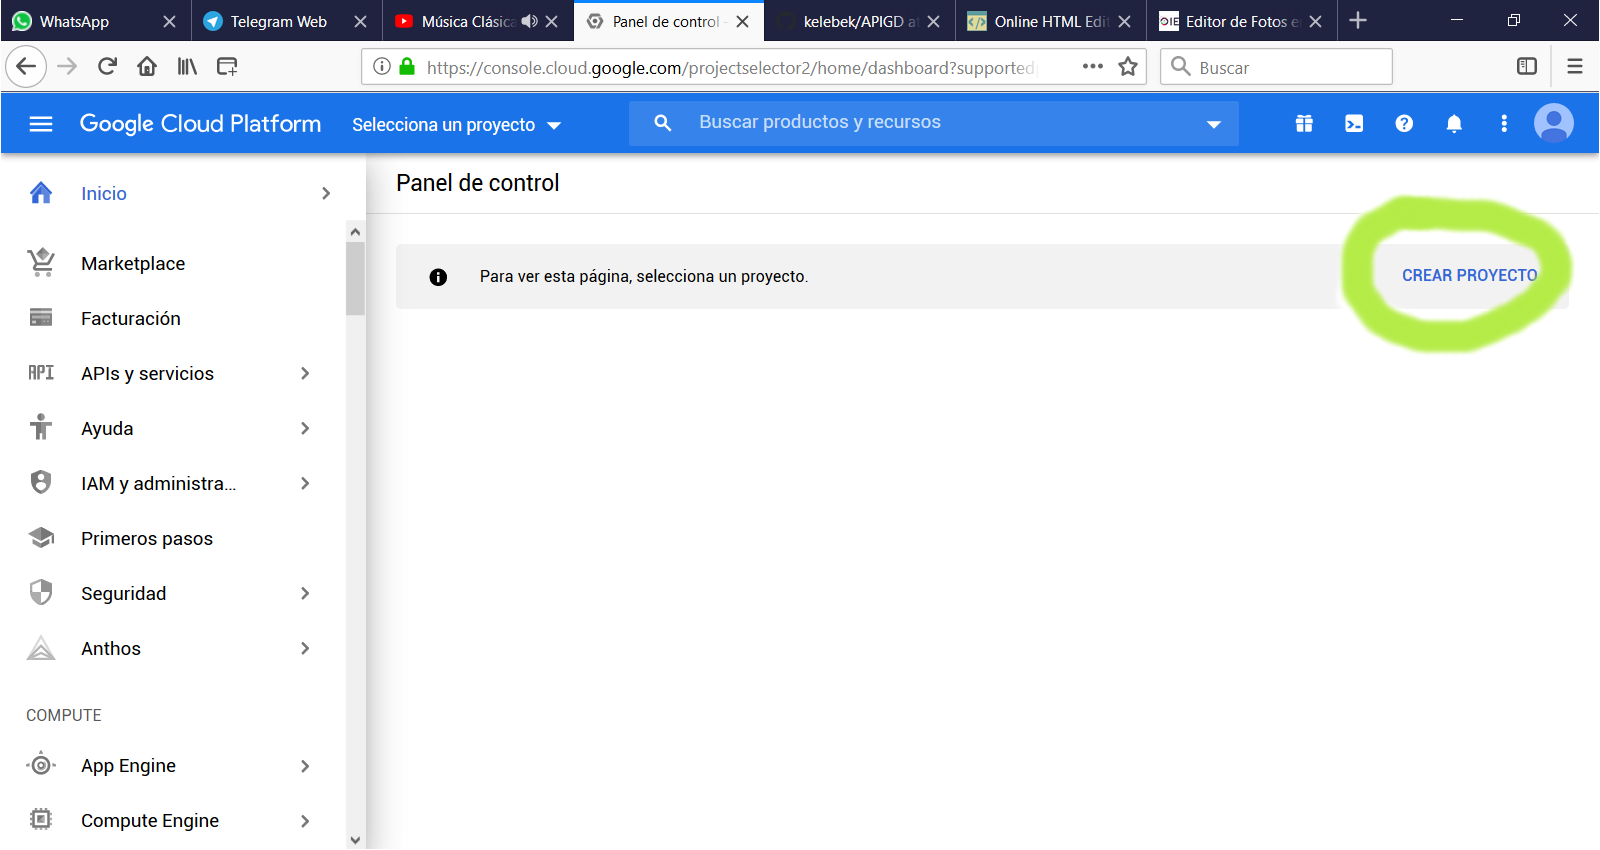 WhatsApp
Telegram Web
Música Clásica
Panel de control -
kelebek/APIGD at
Online HTML Edit
Editor de Fotos en
https://console.cloud.google.com/projectselector2/home/dashboard?supported
Buscar
Google Cloud Platform
Selecciona un proyecto
Buscar productos y recursos
Inicio
Panel de control
Marketplace
Para ver esta página, selecciona un proyecto.
CREAR PROYECTO
Facturación
API
APIs y servicios
Ayuda
IAM y administra...
Primeros pasos
Seguridad
Anthos
COMPUTE
App Engine
Compute Engine